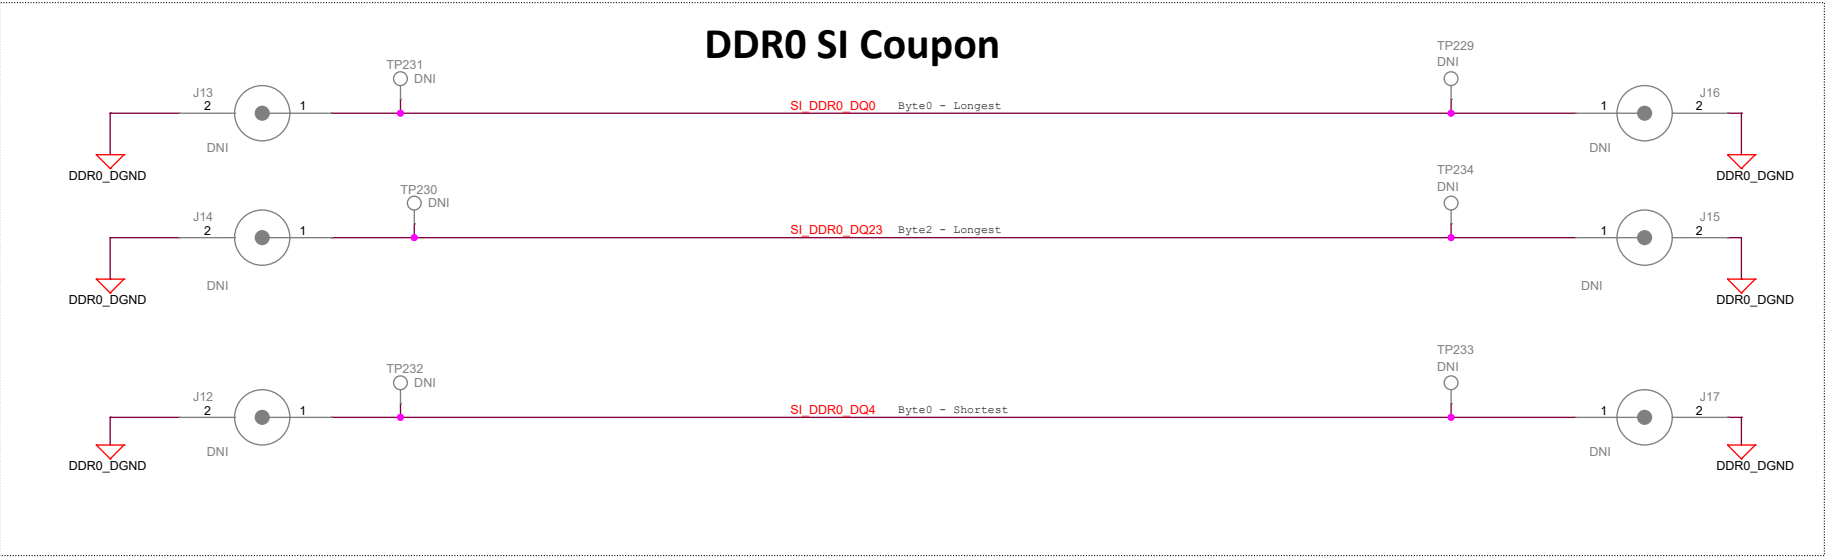 DDR0 SI Coupon
TP231
DNI
TP229
DNI
J13
2
1
SI_DDR0_DQ0 Byte0 - Longest
1
J16
2
DNI
DNI
DDR0_DGND
DDR0_DGND
TP230
DNI
TP234
DNI
J14
2
1
SI_DDR0_DQ23 Byte2 - Longest
1
J15
2
DNI
DNI
DDR0_DGND
DDR0_DGND
TP232
DNI
TP233
DNI
J12
2
1
SI_DDR0_DQ4 Byte0 - Shortest
1
J17
2
DNI
DNI
DDR0_DGND
DDR0_DGND